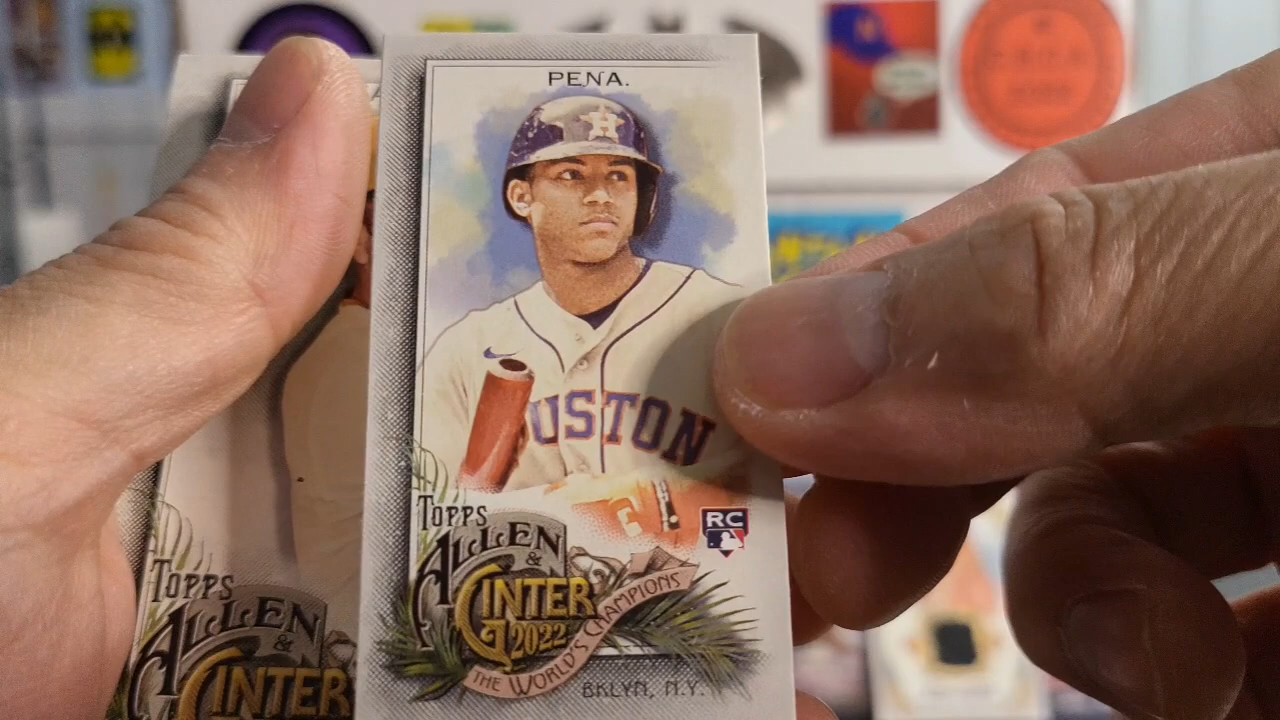 PENA.
H
USTON
TOPPS
ALLEN
&
GINTER
2022
THE WORLD'S CHAMPIONS
BKLYN, N.Y.
RC
TOPPS
ALLEN
&
GINTER